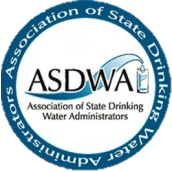 Association of State Drinking Water Administrators
ASDWA
Association of State Drinking
Water Administrators